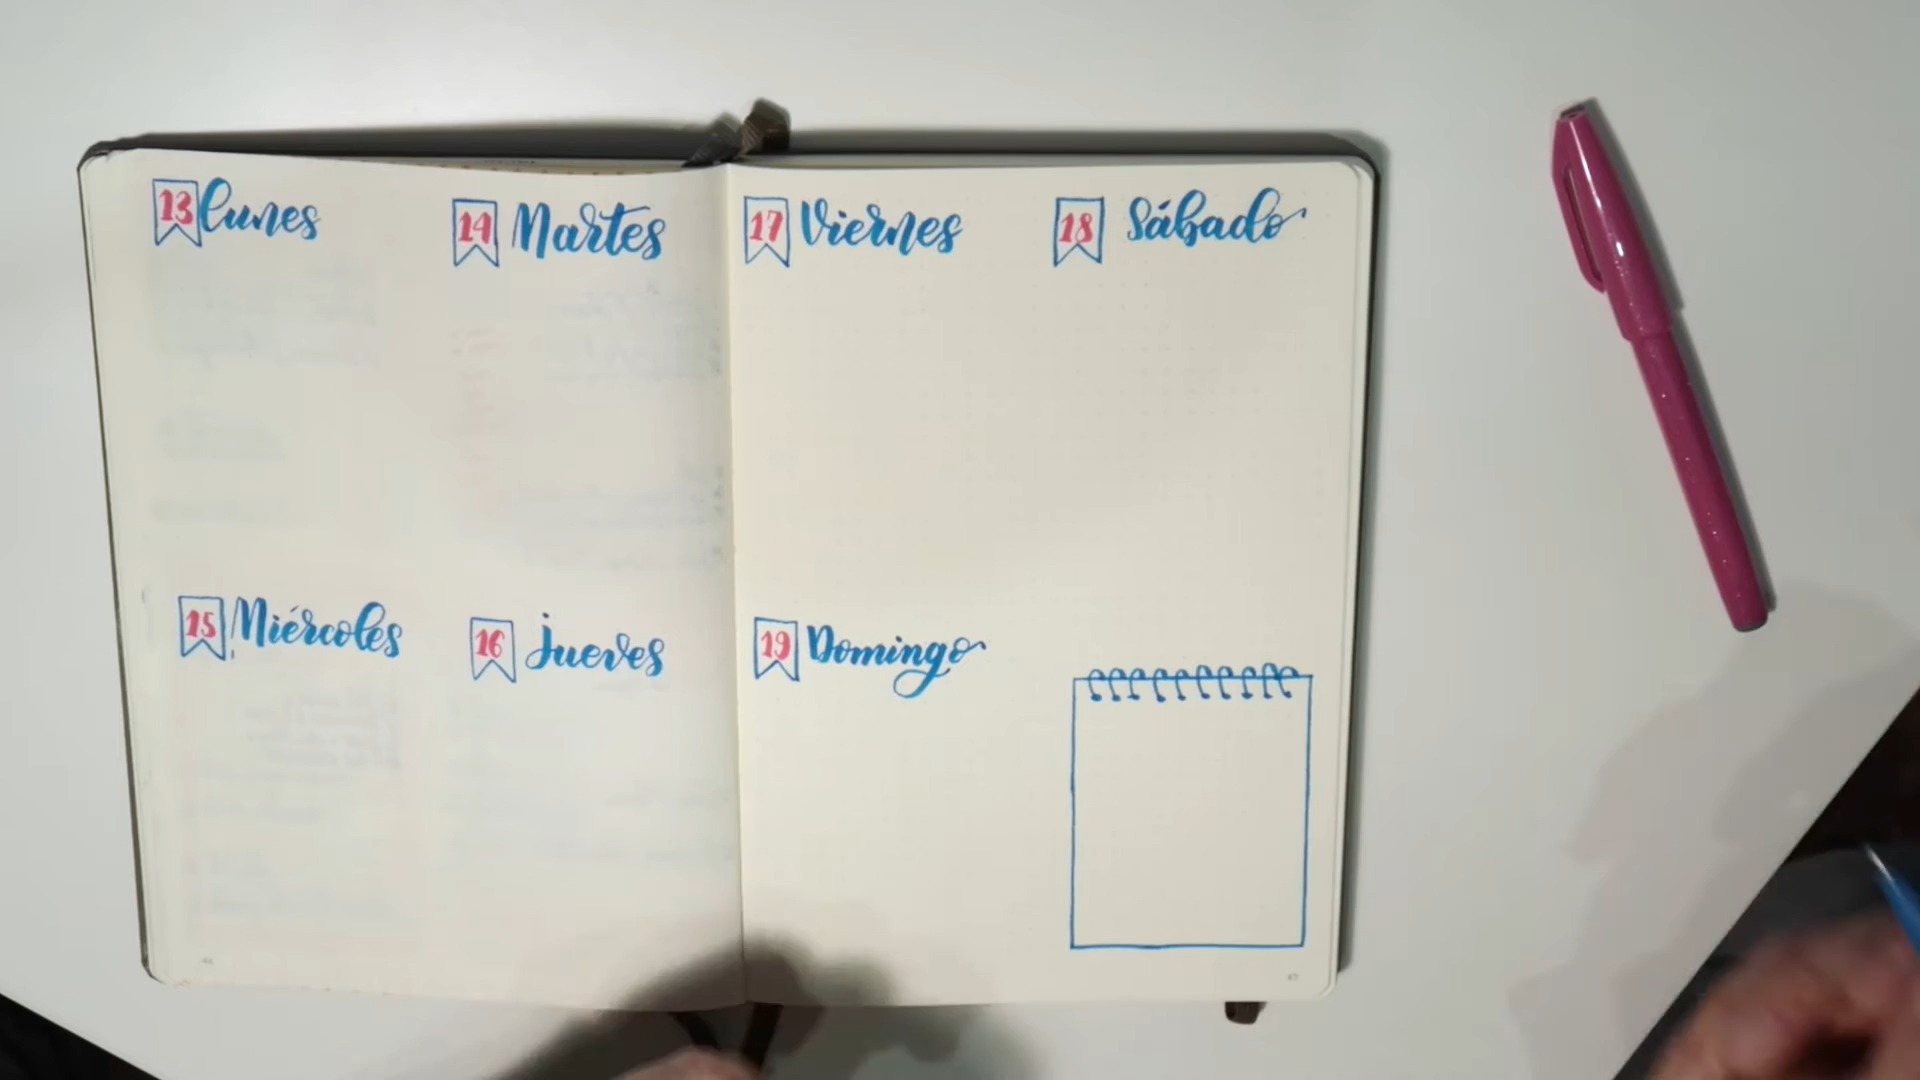 13 Lunes
14 Martes
15 Miércoles
16 Jueves
17 Viernes
18 Sábado
19 Domingo